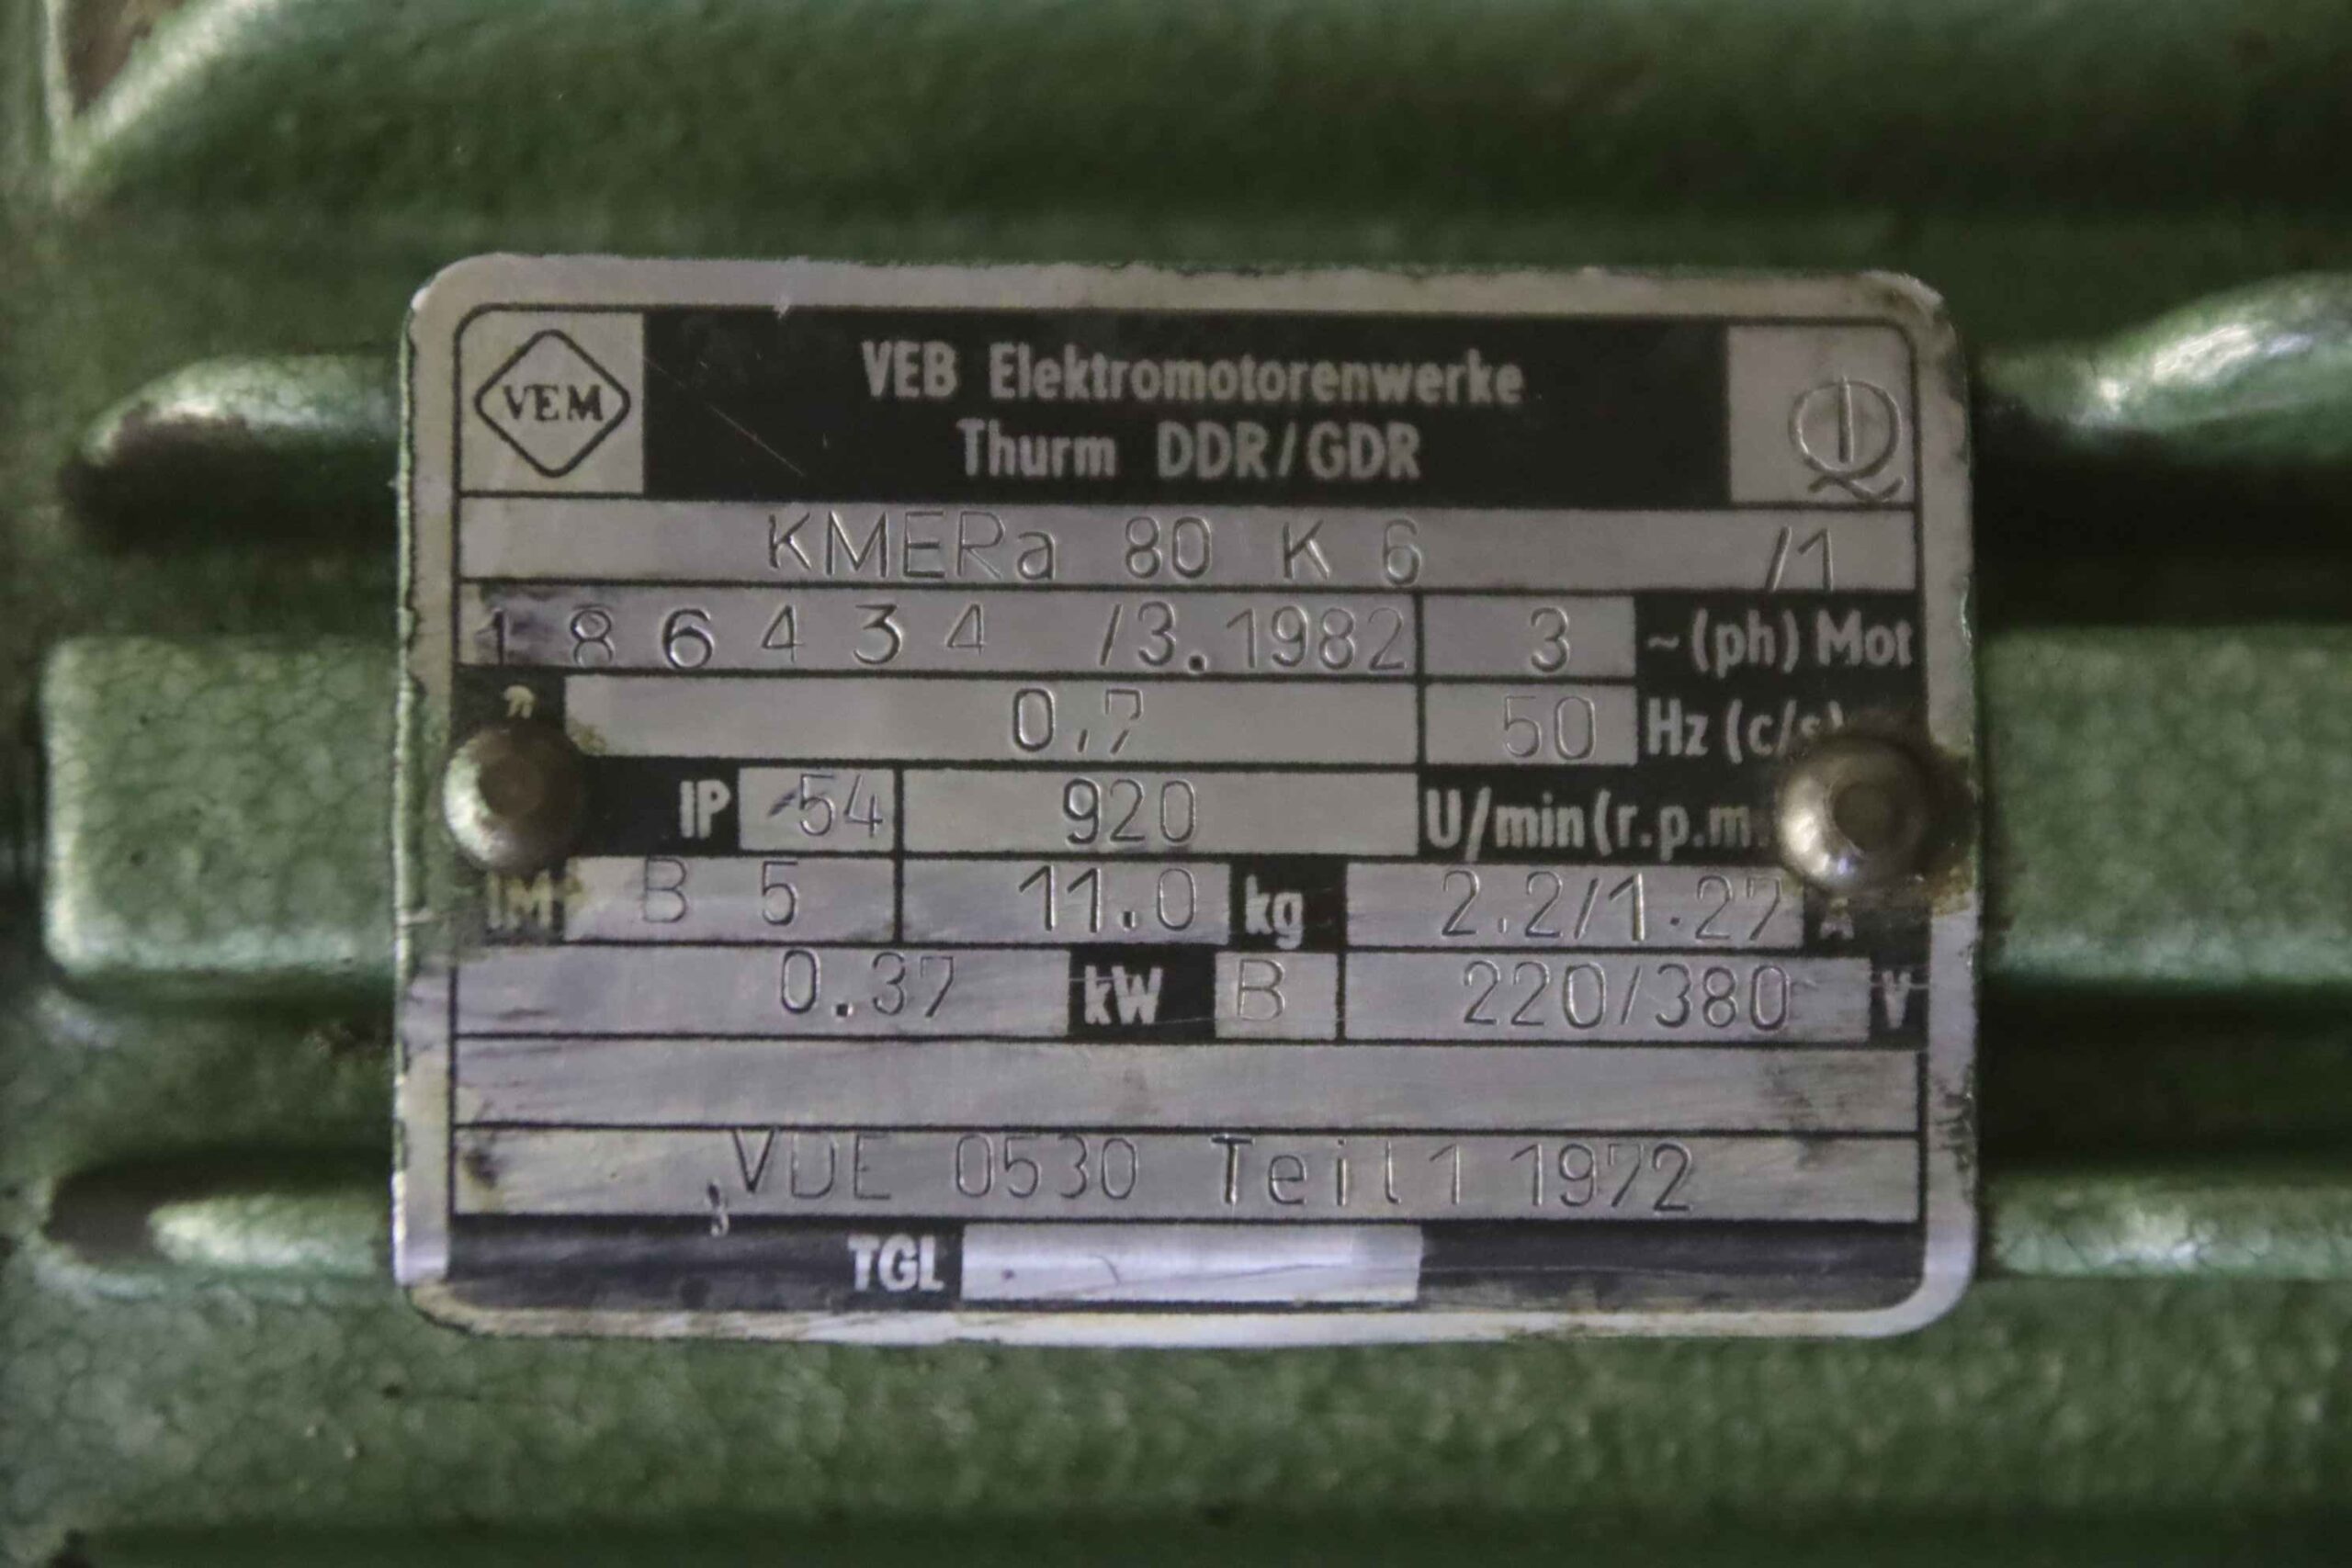 VEM
VEB Elektromotorenwerke
Thurm DDR/GDR
Q
KMERa 80 K 6 /1
186434 /3.1982 3 ~(ph) Mot
0,7 50 Hz (c/s)
IP 54 920 U/min(r.p.m.
IM B 5 11.0 kg 2.2/1.27 A
0.37 kW B 220/380 V
VDE 0530 Teil 1 1972
TGL